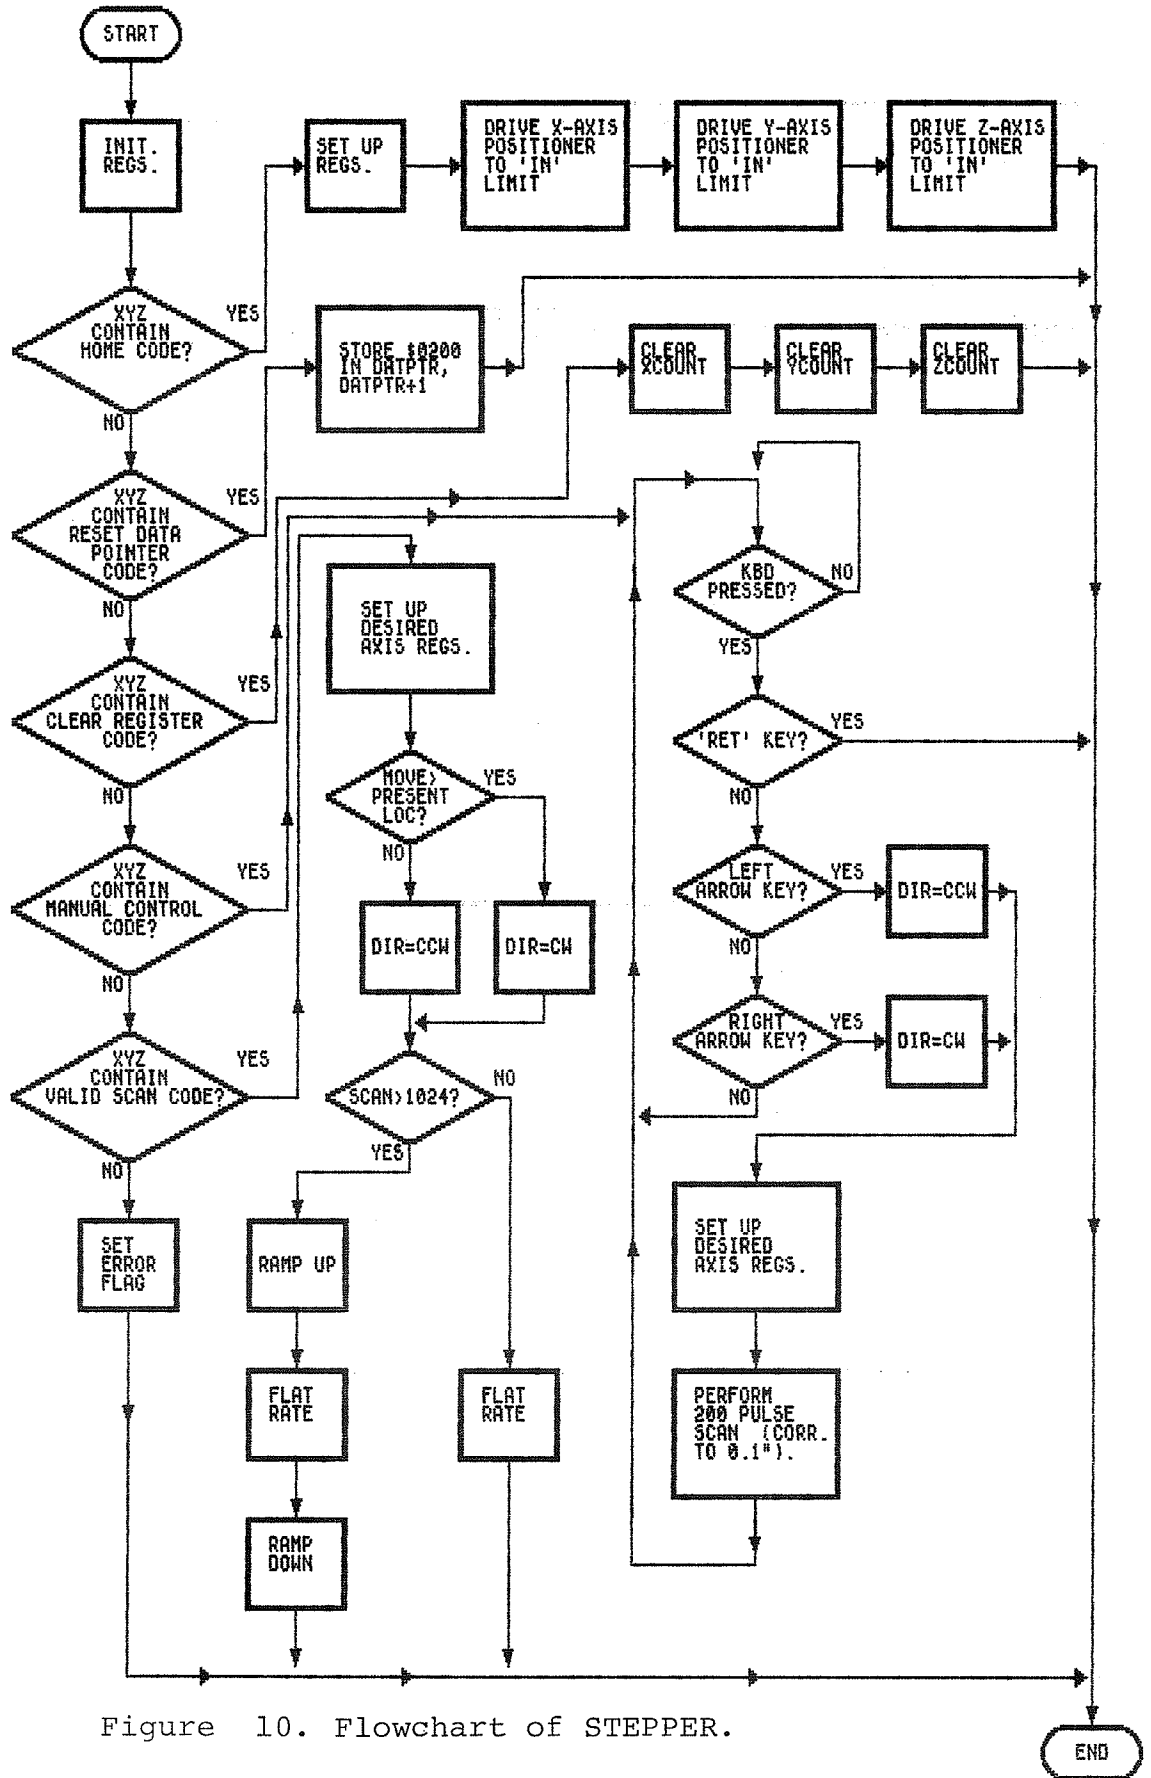 START
INIT.
REGS.
SET UP
REGS.
DRIVE X-AXIS
POSITIONER
TO 'IN'
LIMIT
DRIVE Y-AXIS
POSITIONER
TO 'IN'
LIMIT
DRIVE Z-AXIS
POSITIONER
TO 'IN'
LIMIT
XYZ
CONTAIN
HOME CODE?
YES
NO
STORE $0200
IN DATPTR,
DATPTR+1
CLEAR
XCOUNT
CLEAR
YCOUNT
CLEAR
ZCOUNT
XYZ
CONTAIN
RESET DATA
POINTER
CODE?
YES
NO
SET UP
DESIRED
AXIS REGS.
KBD
PRESSED?
NO
YES
XYZ
CONTAIN
CLEAR REGISTER
CODE?
YES
NO
'RET' KEY?
YES
NO
MOVE>
PRESENT
LOC?
YES
NO
XYZ
CONTAIN
MANUAL CONTROL
CODE?
YES
NO
DIR=CCW
DIR=CW
LEFT
ARROW KEY?
YES
NO
DIR=CCW
RIGHT
ARROW KEY?
YES
NO
DIR=CW
XYZ
CONTAIN
VALID SCAN CODE?
YES
NO
SCAN>1024?
NO
YES
SET
ERROR
FLAG
RAMP UP
SET UP
DESIRED
AXIS REGS.
FLAT
RATE
FLAT
RATE
PERFORM
200 PULSE
SCAN (CORR.
TO 0.1").
RAMP
DOWN
Figure 10. Flowchart of STEPPER.
END